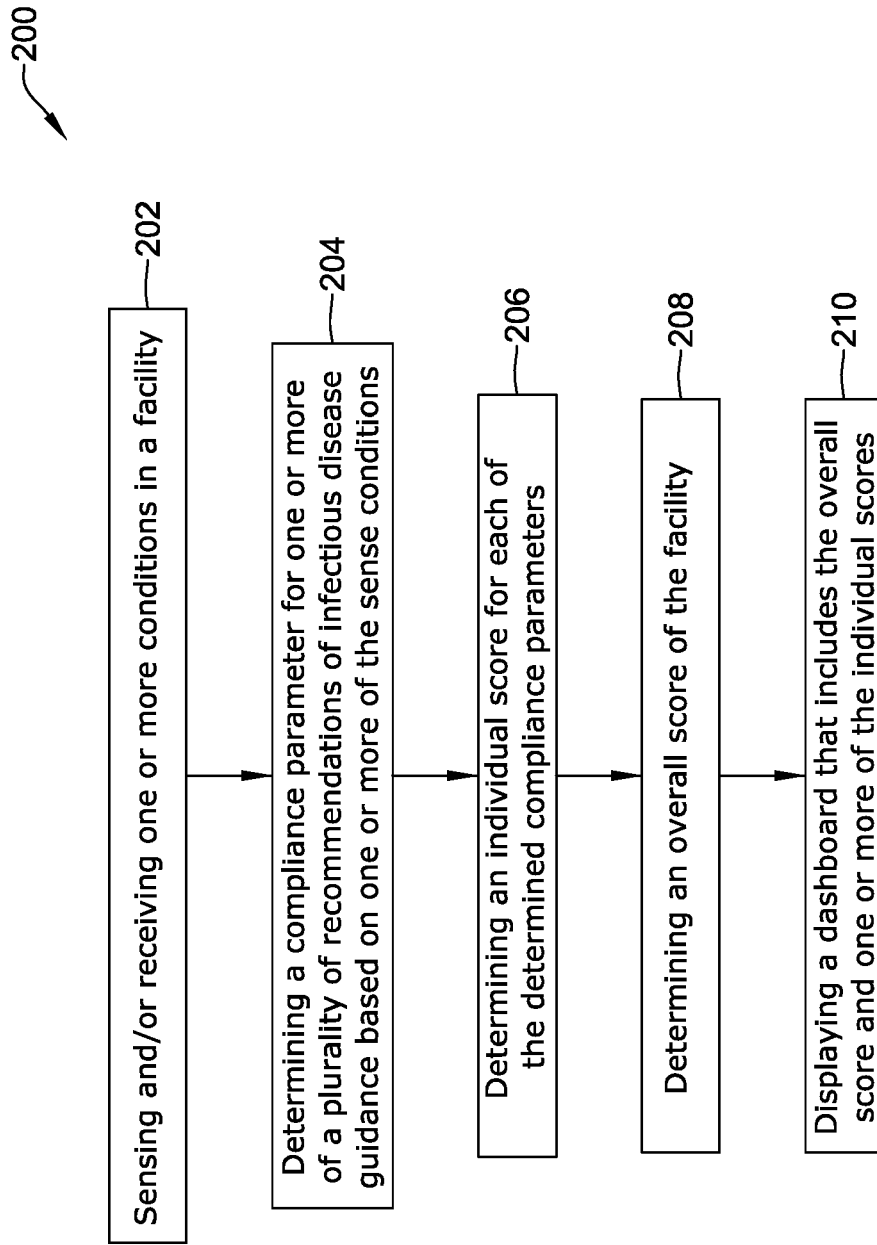 200
Sensing and/or receiving one or more conditions in a facility
202
Determining a compliance parameter for one or more
of a plurality of recommendations of infectious disease
guidance based on one or more of the sense conditions
204
Determining an individual score for each of
the determined compliance parameters
206
Determining an overall score of the facility
208
Displaying a dashboard that includes the overall
score and one or more of the individual scores
210